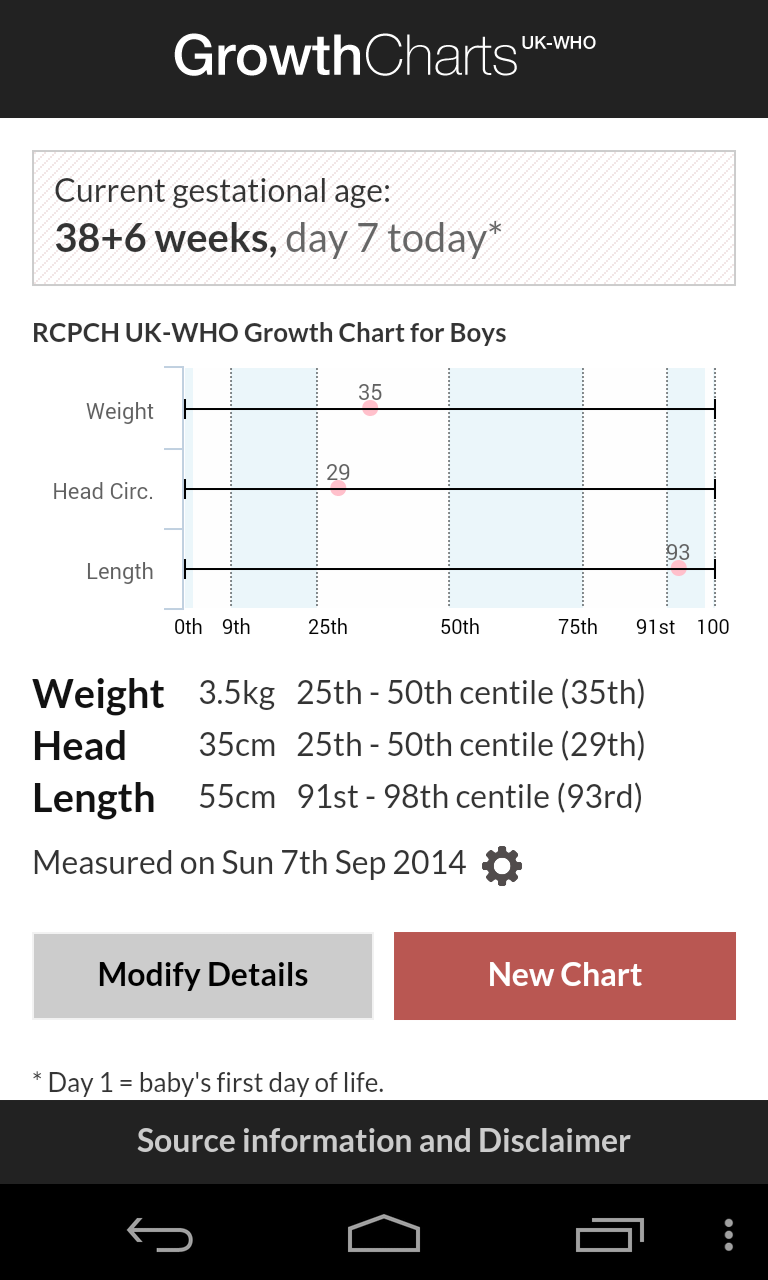 GrowthCharts UK-WHO
Current gestational age:
38+6 weeks, day 7 today*
RCPCH UK-WHO Growth Chart for Boys
Weight 35
Head Circ. 29
Length 93
0th 9th 25th 50th 75th 91st 100
Weight 3.5kg 25th - 50th centile (35th)
Head 35cm 25th - 50th centile (29th)
Length 55cm 91st - 98th centile (93rd)
Measured on Sun 7th Sep 2014
Modify Details New Chart
* Day 1 = baby's first day of life.
Source information and Disclaimer